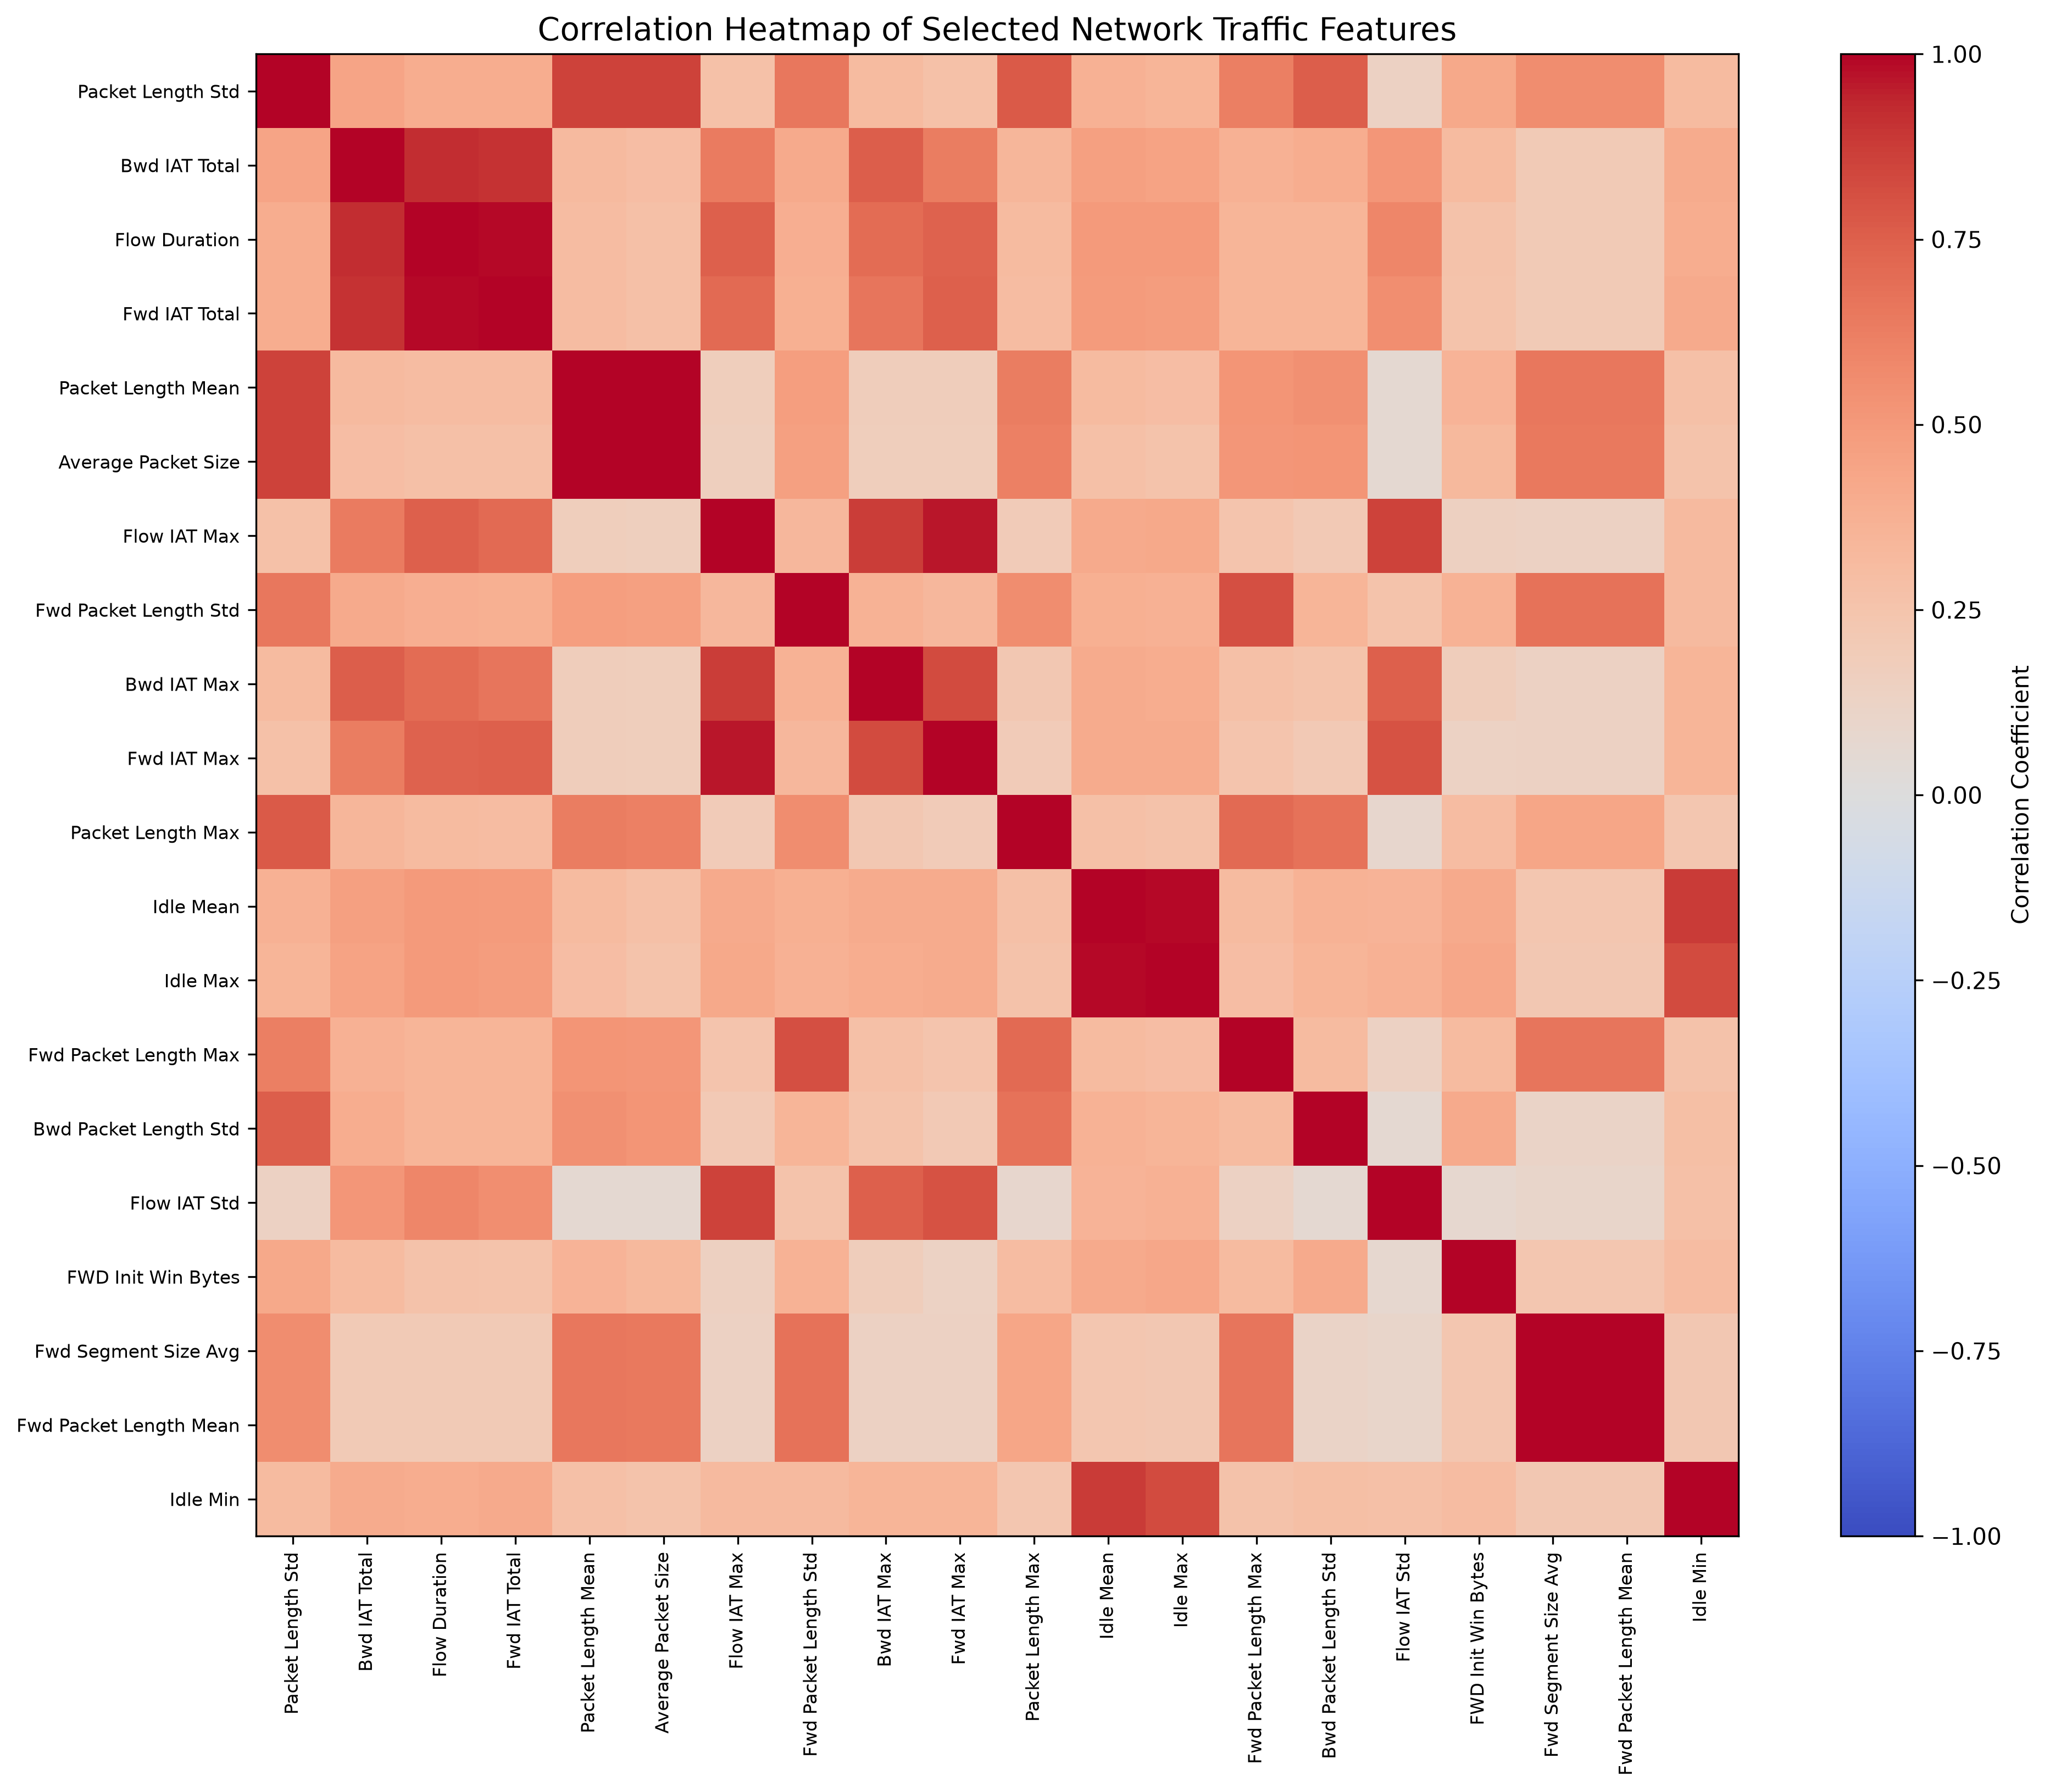 Correlation Heatmap of Selected Network Traffic Features
Packet Length Std
Bwd IAT Total
Flow Duration
Fwd IAT Total
Packet Length Mean
Average Packet Size
Flow IAT Max
Fwd Packet Length Std
Bwd IAT Max
Fwd IAT Max
Packet Length Max
Idle Mean
Idle Max
Fwd Packet Length Max
Bwd Packet Length Std
Flow IAT Std
FWD Init Win Bytes
Fwd Segment Size Avg
Fwd Packet Length Mean
Idle Min
Packet Length Std
Bwd IAT Total
Flow Duration
Fwd IAT Total
Packet Length Mean
Average Packet Size
Flow IAT Max
Fwd Packet Length Std
Bwd IAT Max
Fwd IAT Max
Packet Length Max
Idle Mean
Idle Max
Fwd Packet Length Max
Bwd Packet Length Std
Flow IAT Std
FWD Init Win Bytes
Fwd Segment Size Avg
Fwd Packet Length Mean
Idle Min
1.00
0.75
0.50
0.25
0.00
−0.25
−0.50
−0.75
−1.00
Correlation Coefficient